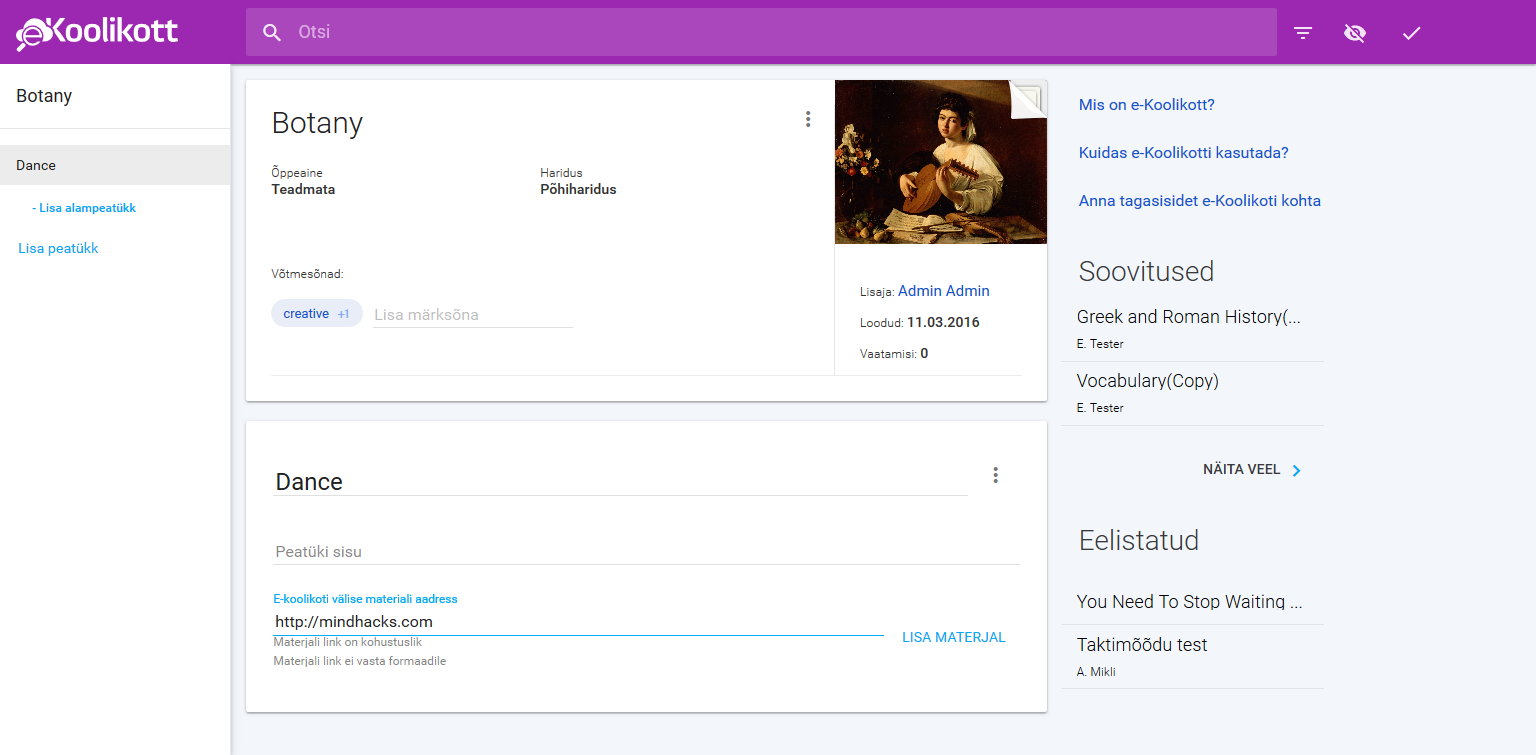 eKoolikott
Otsi
Botany
Dance
- Lisa alampeatükk
Lisa peatükk
Botany
Õppeaine
Teadmata
Haridus
Põhiharidus
Võtmesõnad:
creative +1
Lisa märksõna
Lisaja: Admin Admin
Loodud: 11.03.2016
Vaatamisi: 0
Dance
Peatüki sisu
E-koolikoti välise materiali aadress
http://mindhacks.com
Materjali link on kohustuslik
Materjali link ei vasta formaadile
LISA MATERJAL
Mis on e-Koolikott?
Kuidas e-Koolikotti kasutada?
Anna tagasisidet e-Koolikoti kohta
Soovitused
Greek and Roman History(...
E. Tester
Vocabulary(Copy)
E. Tester
NÄITA VEEL
Eelistatud
You Need To Stop Waiting ...
Taktimõõdu test
A. Mikli